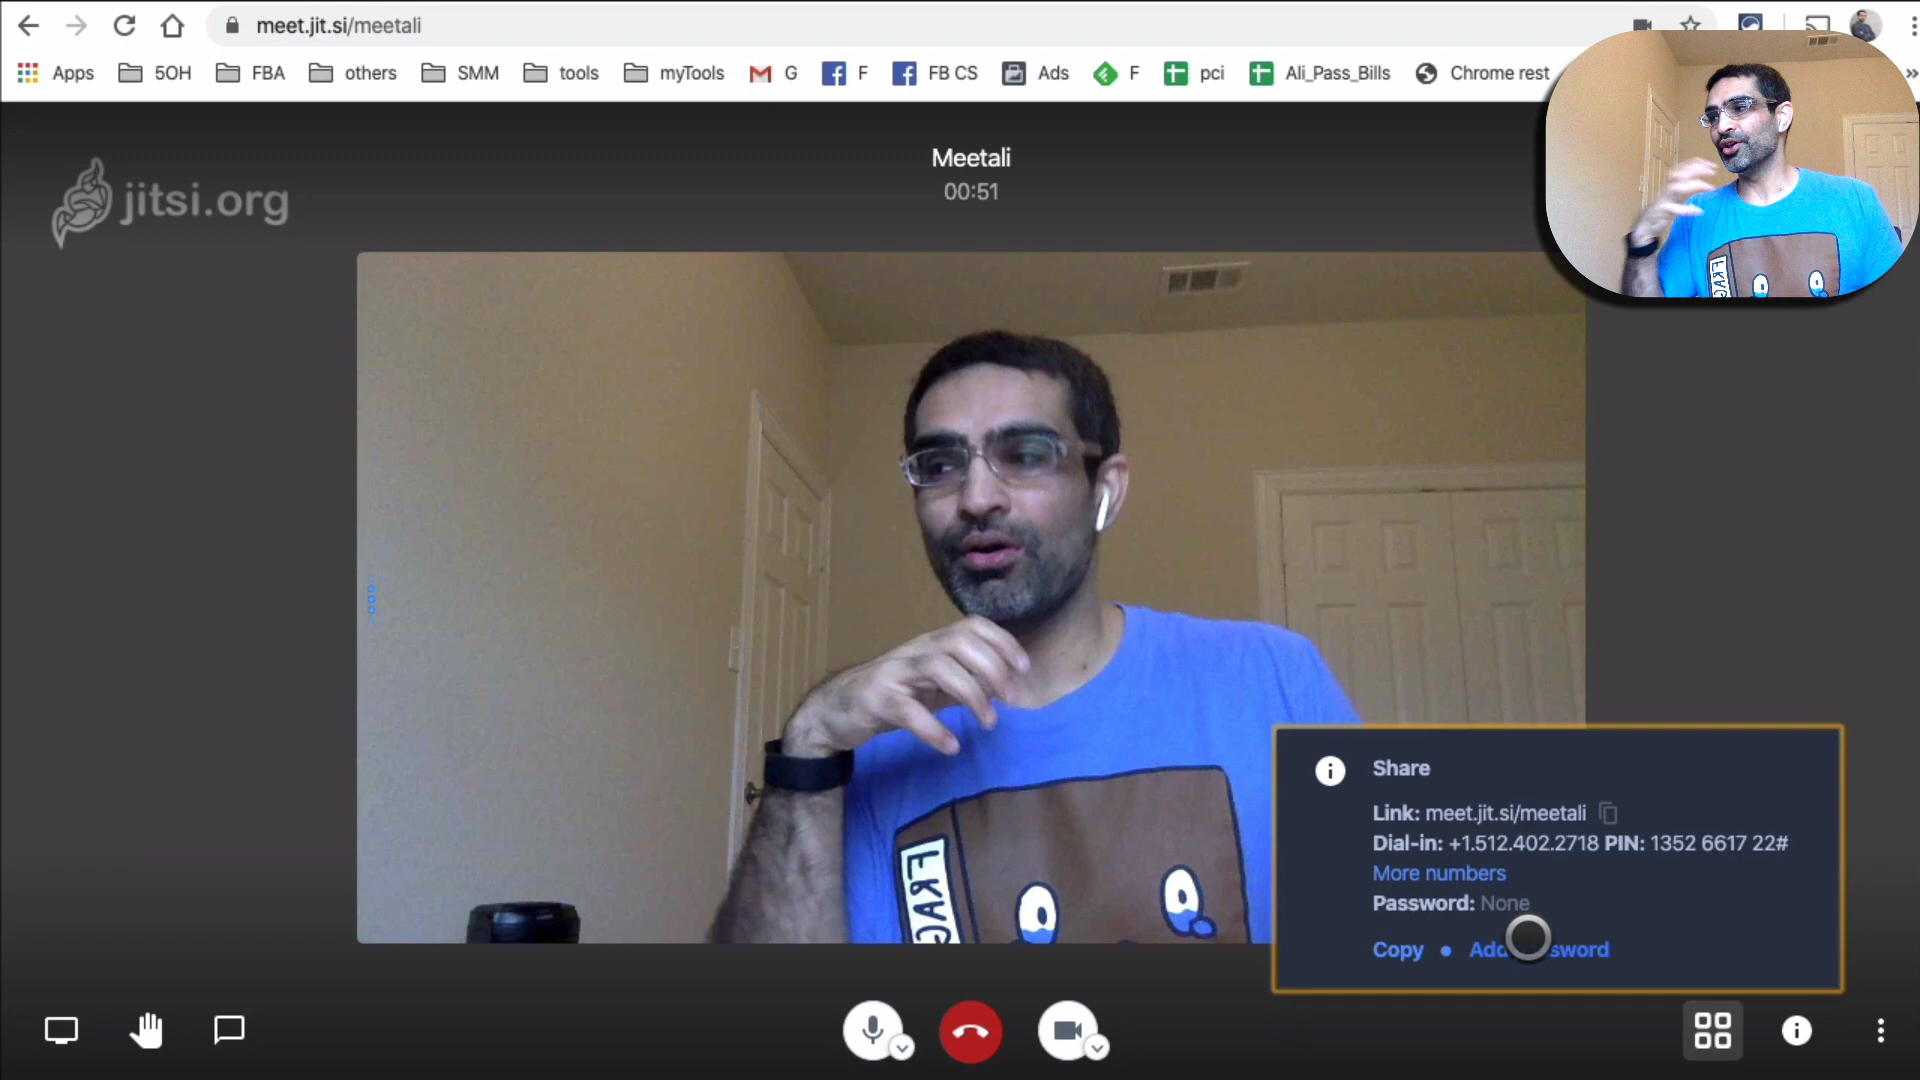 meet.jit.si/meetali
Apps 5OH FBA others SMM tools myTools G F FB CS Ads F pci Ali_Pass_Bills Chrome rest
jitsi.org
Meetali
00:51
Share
Link: meet.jit.si/meetali
Dial-in: +1.512.402.2718 PIN: 1352 6617 22#
More numbers
Password: None
Copy • Add